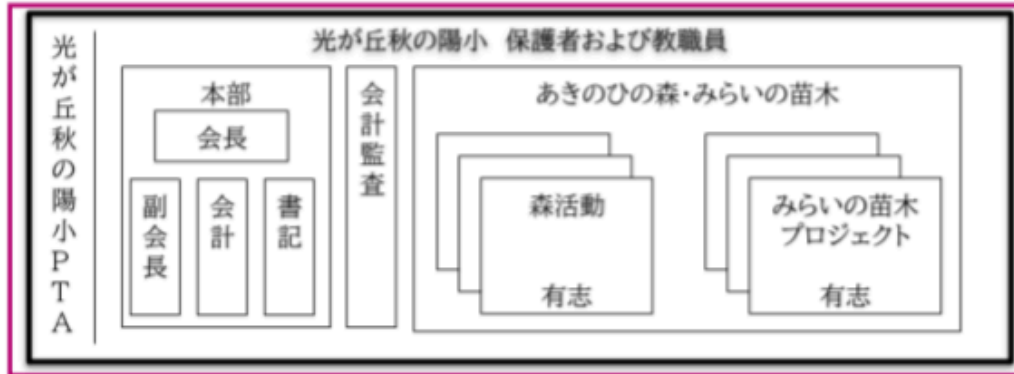 光が丘秋の陽小PTA
光が丘秋の陽小 保護者および教職員
本部
会長
副会長
会計
書記
会計監査
あきのひの森・みらいの苗木
森活動
有志
みらいの苗木
プロジェクト
有志